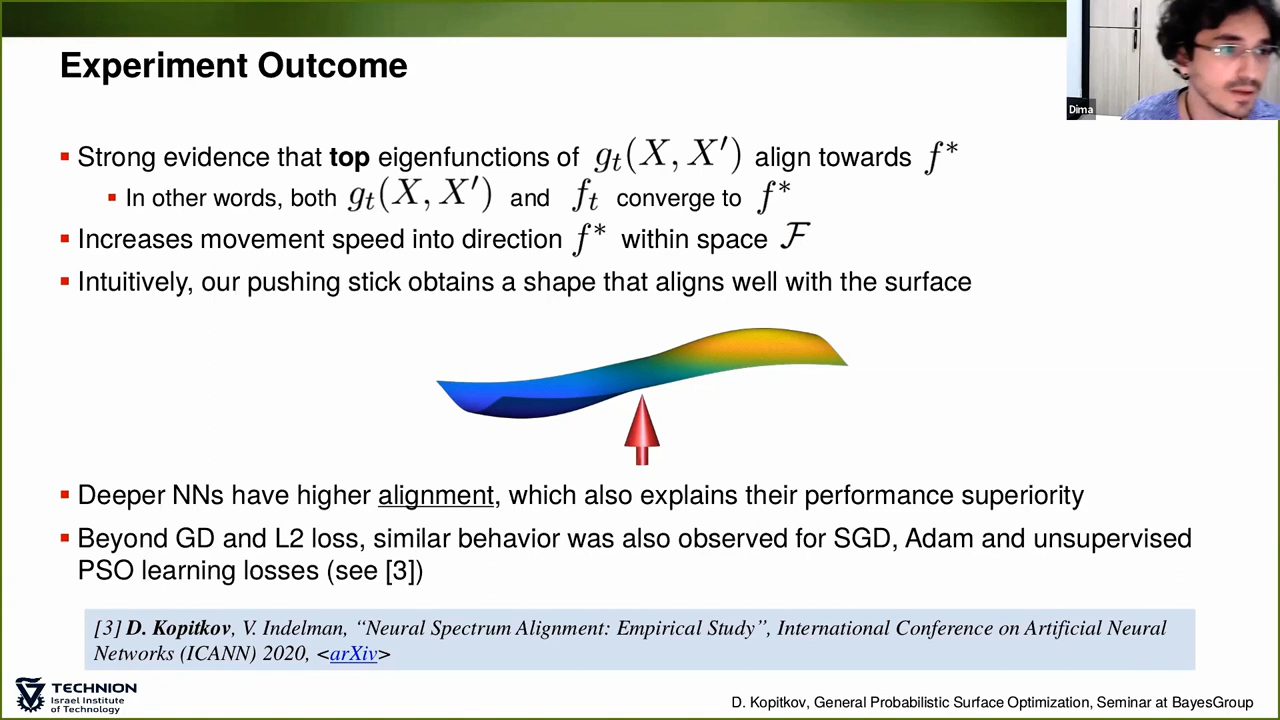 Experiment Outcome
Dima
Strong evidence that top eigenfunctions of g_t(X, X′) align towards f*
In other words, both g_t(X, X′) and f_t converge to f*
Increases movement speed into direction f* within space ℱ
Intuitively, our pushing stick obtains a shape that aligns well with the surface
Deeper NNs have higher alignment, which also explains their performance superiority
Beyond GD and L2 loss, similar behavior was also observed for SGD, Adam and unsupervised
PSO learning losses (see [3])
[3] D. Kopitkov, V. Indelman, “Neural Spectrum Alignment: Empirical Study”, International Conference on Artificial Neural
Networks (ICANN) 2020, <arXiv>
TECHNION
Israel Institute
of Technology
D. Kopitkov, General Probabilistic Surface Optimization, Seminar at BayesGroup